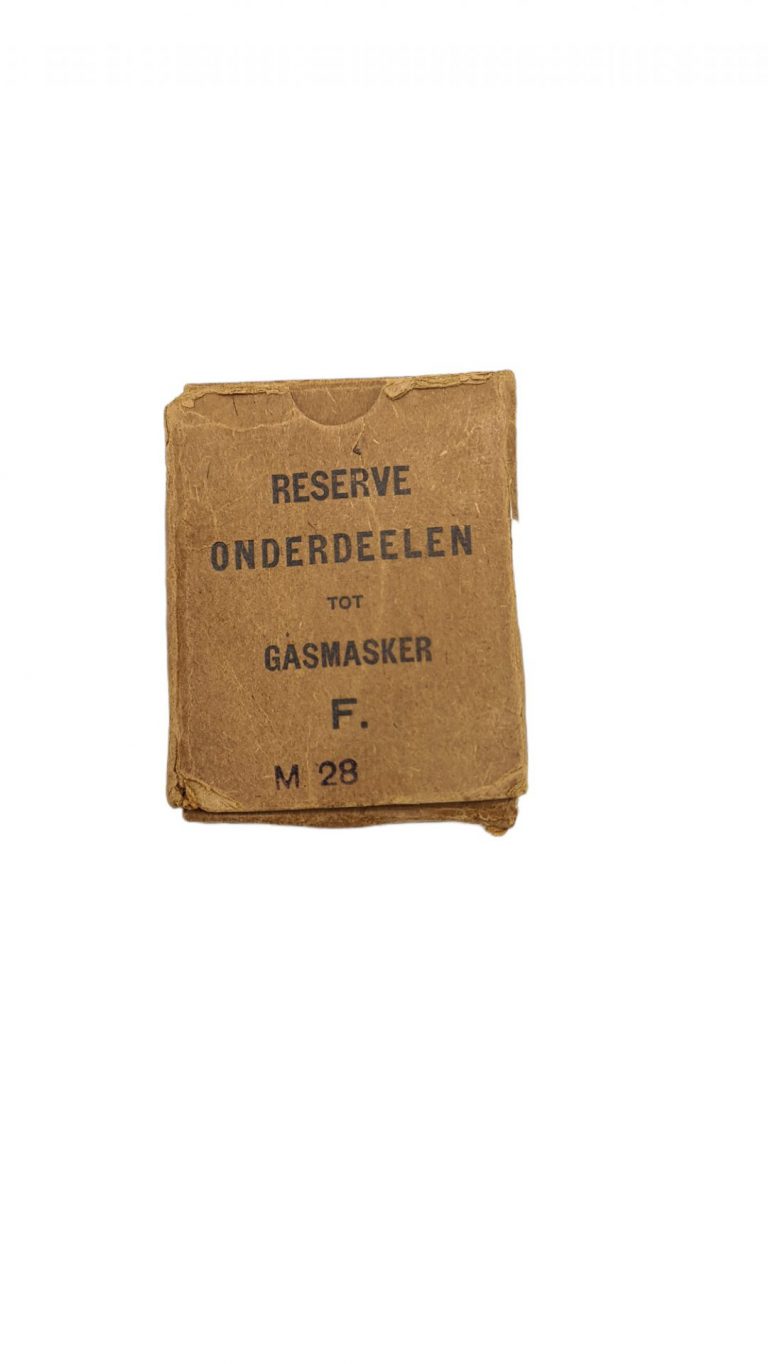 RESERVE
ONDERDEELEN
TOT
GASMASKER
F.
M 28